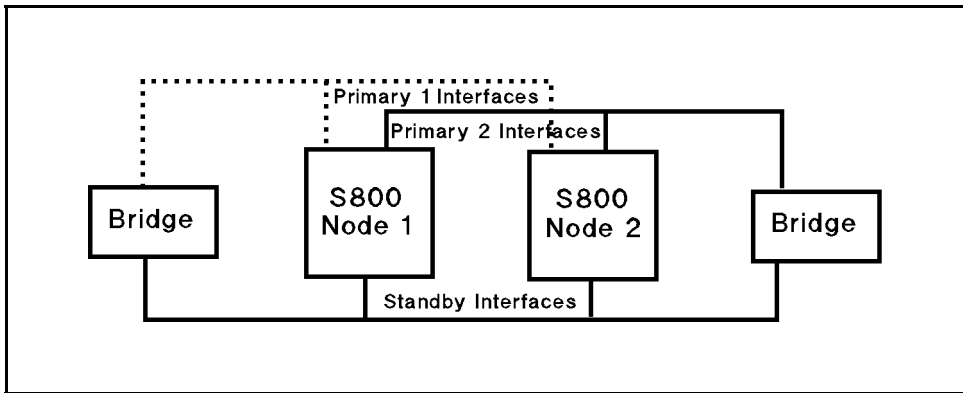 Primary 1 Interfaces
Primary 2 Interfaces
Bridge
S800
Node 1
S800
Node 2
Bridge
Standby Interfaces